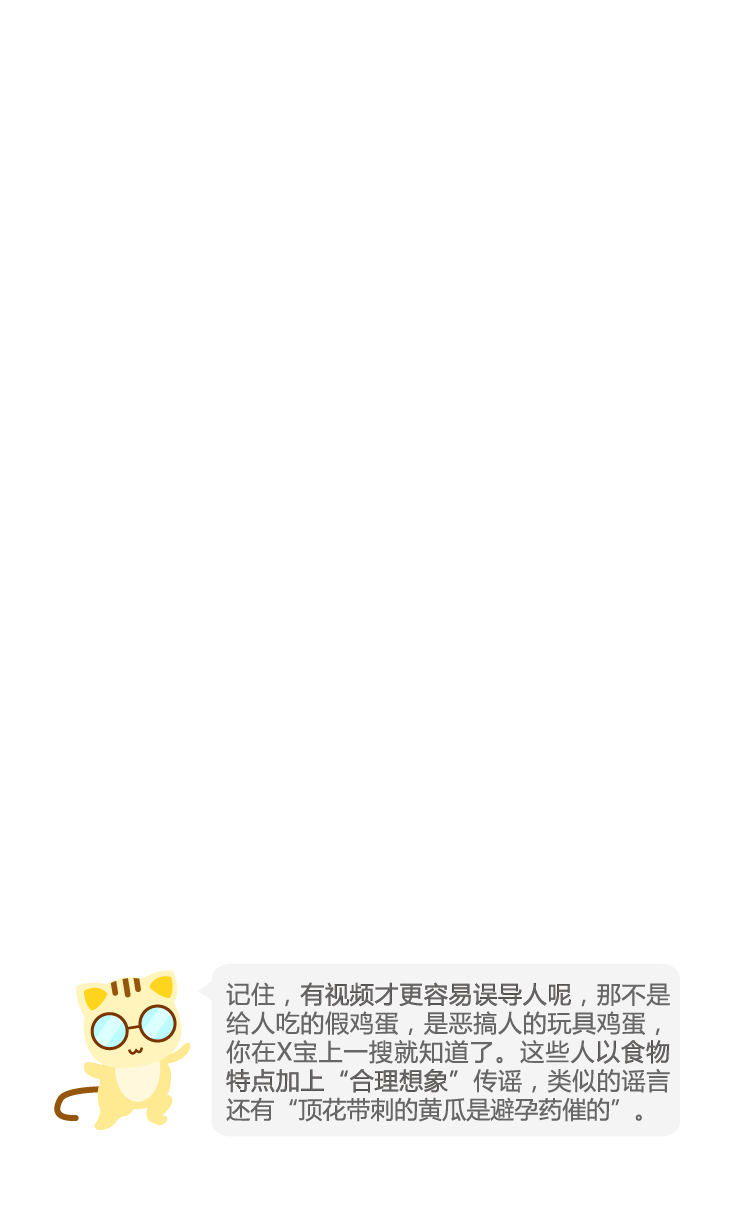 记住，有视频才更容易误导人呢，那不是
给人吃的假鸡蛋，是恶搞人的玩具鸡蛋，
你在X宝上一搜就知道了。这些人以食物
特点加上“合理想象”传谣，类似的谣言
还有“顶花带刺的黄瓜是避孕药催的”。